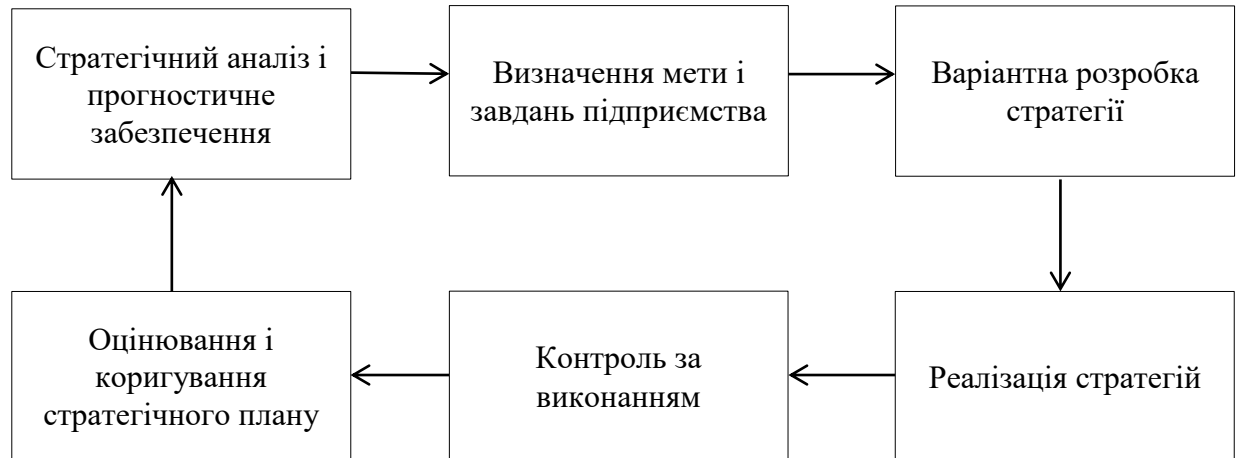 Стратегічний аналіз і
прогностичне
забезпечення
Визначення мети і
завдань підприємства
Варіантна розробка
стратегії
Оцінювання і
коригування
стратегічного плану
Контроль за
виконанням
Реалізація стратегій